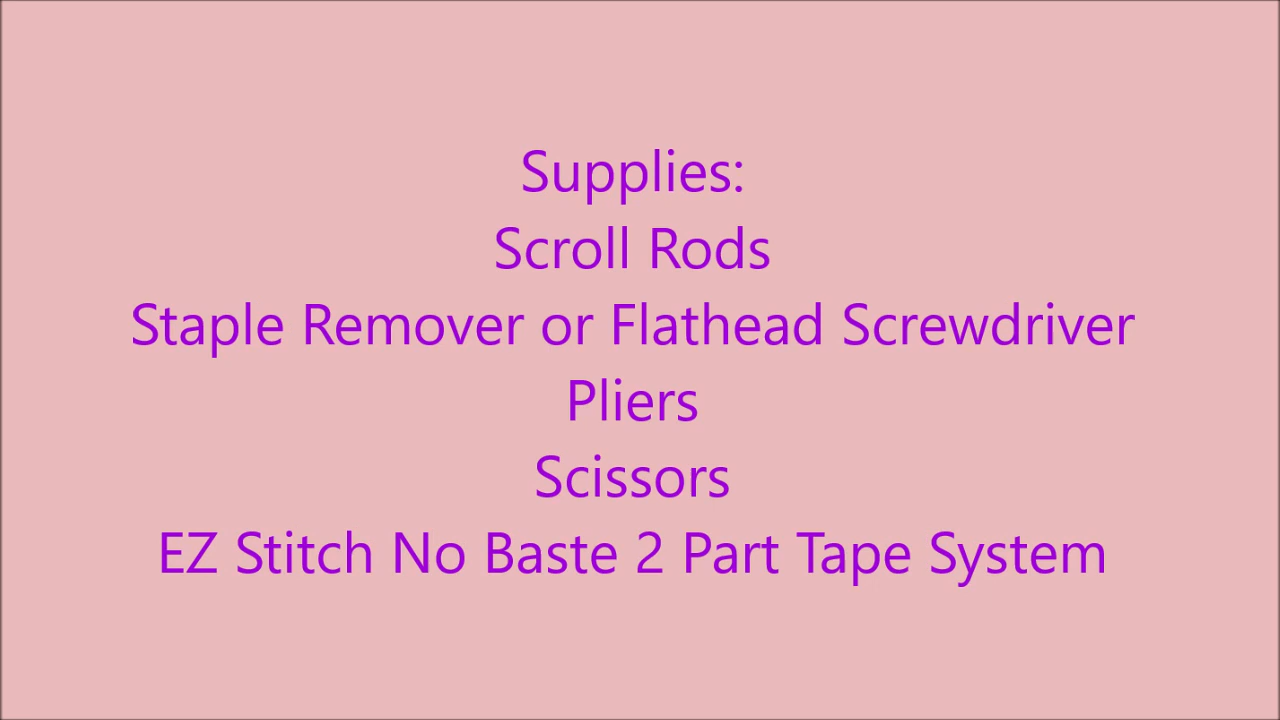 Supplies:
Scroll Rods
Staple Remover or Flathead Screwdriver
Pliers
Scissors
EZ Stitch No Baste 2 Part Tape System